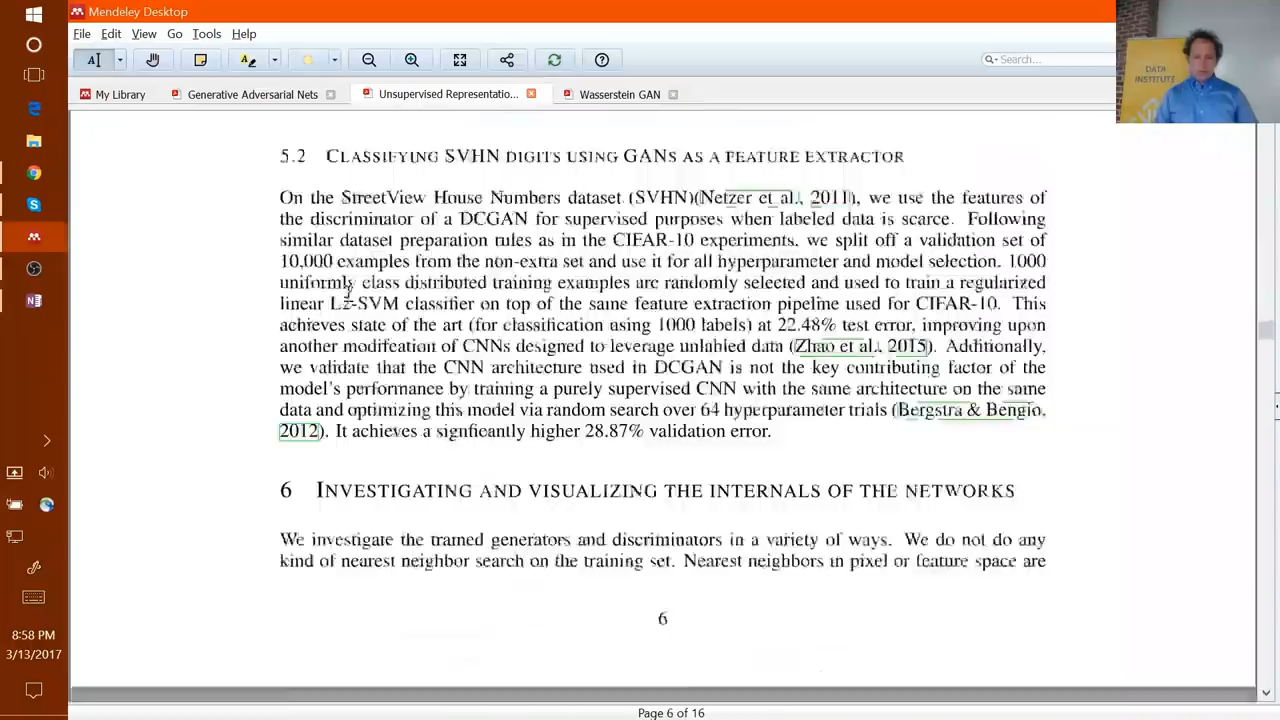 Mendeley Desktop
File Edit View Go Tools Help
Search...
My Library
Generative Adversarial Nets
Unsupervised Representatio...
Wasserstein GAN
DATA
INSTITUTE
5.2 CLASSIFYING SVHN DIGITS USING GANS AS A FEATURE EXTRACTOR
On the StreetView House Numbers dataset (SVHN)(Netzer et al., 2011), we use the features of
the discriminator of a DCGAN for supervised purposes when labeled data is scarce. Following
similar dataset preparation rules as in the CIFAR-10 experiments, we split off a validation set of
10,000 examples from the non-extra set and use it for all hyperparameter and model selection. 1000
uniformly class distributed training examples are randomly selected and used to train a regularized
linear L2-SVM classifier on top of the same feature extraction pipeline used for CIFAR-10. This
achieves state of the art (for classification using 1000 labels) at 22.48% test error, improving upon
another modifcation of CNNs designed to leverage unlabled data (Zhao et al., 2015). Additionally,
we validate that the CNN architecture used in DCGAN is not the key contributing factor of the
model's performance by training a purely supervised CNN with the same architecture on the same
data and optimizing this model via random search over 64 hyperparameter trials (Bergstra & Bengio,
2012). It achieves a signficantly higher 28.87% validation error.
6 INVESTIGATING AND VISUALIZING THE INTERNALS OF THE NETWORKS
We investigate the trained generators and discriminators in a variety of ways. We do not do any
kind of nearest neighbor search on the training set. Nearest neighbors in pixel or feature space are
6
Page 6 of 16
8:58 PM
3/13/2017